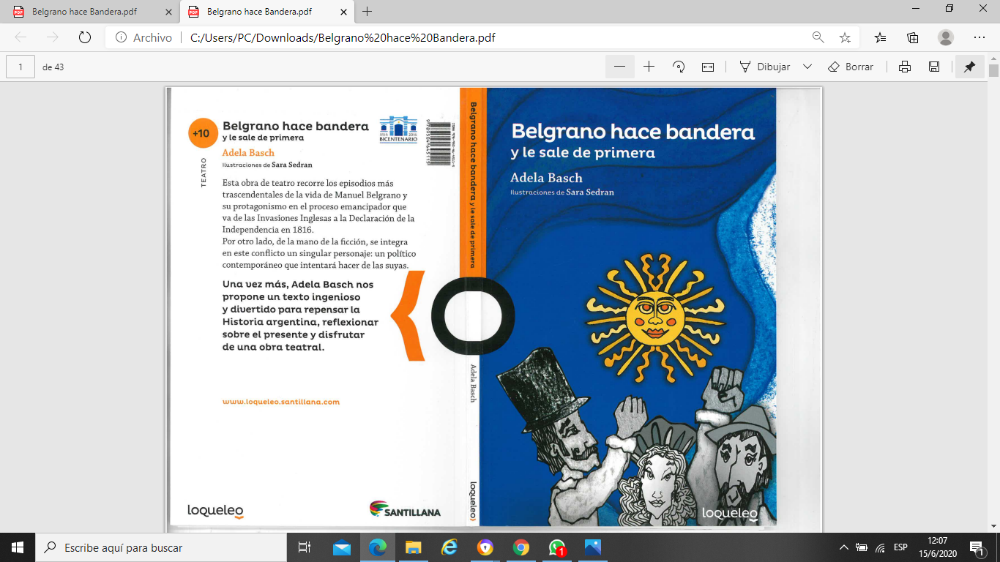 Belgrano hace Bandera.pdf
Belgrano hace Bandera.pdf
Archivo
C:/Users/PC/Downloads/Belgrano%20hace%20Bandera.pdf
1 de 43
Dibujar
Borrar
+10
TEATRO
Belgrano hace bandera
y le sale de primera
Adela Basch
Ilustraciones de Sara Sedran
1816 2016
BICENTENARIO
Esta obra de teatro recorre los episodios más
trascendentales de la vida de Manuel Belgrano y
su protagonismo en el proceso emancipador que
va de las Invasiones Inglesas a la Declaración de la
Independencia en 1816.
Por otro lado, de la mano de la ficción, se integra
en este conflicto un singular personaje: un político
contemporáneo que intentará hacer de las suyas.
Una vez más, Adela Basch nos
propone un texto ingenioso
y divertido para repensar la
Historia argentina, reflexionar
sobre el presente y disfrutar
de una obra teatral.
www.loqueleo.santillana.com
loqueleo
SANTILLANA
Belgrano hace bandera y le sale de primera
Adela Basch
loqueleo
Belgrano hace bandera
y le sale de primera
Adela Basch
Ilustraciones de Sara Sedran
loqueleo
Escribe aquí para buscar
1
ESP
12:07
15/6/2020
1